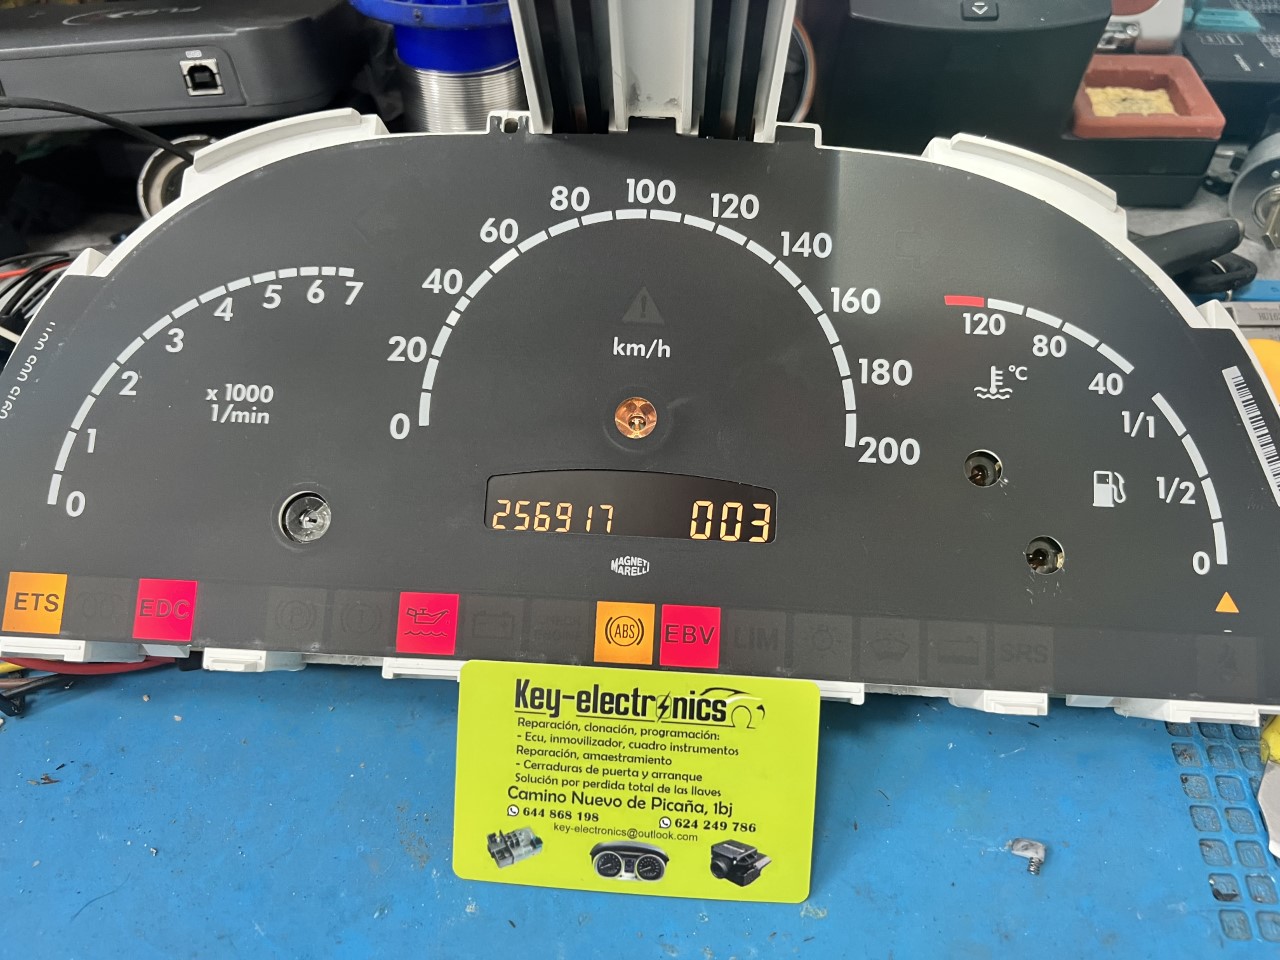 80 100 120
60 140
40 160
20 180
0 200
km/h
0 1 2 3 4 5 6 7
x 1000
1/min
120 80 40
°C
1/1
1/2
0
256917 003
MAGNETI
MARELLI
ETS EDC ABS EBV LIM SRS
Key-electronics
Reparación, clonación, programación:
- Ecu, inmovilizador, cuadro instrumentos
Reparación, amaestramiento
- Cerraduras de puerta y arranque
Solución por perdida total de las llaves
Camino Nuevo de Picaña, 1bj
644 868 198 624 249 786
key-electronics@outlook.com